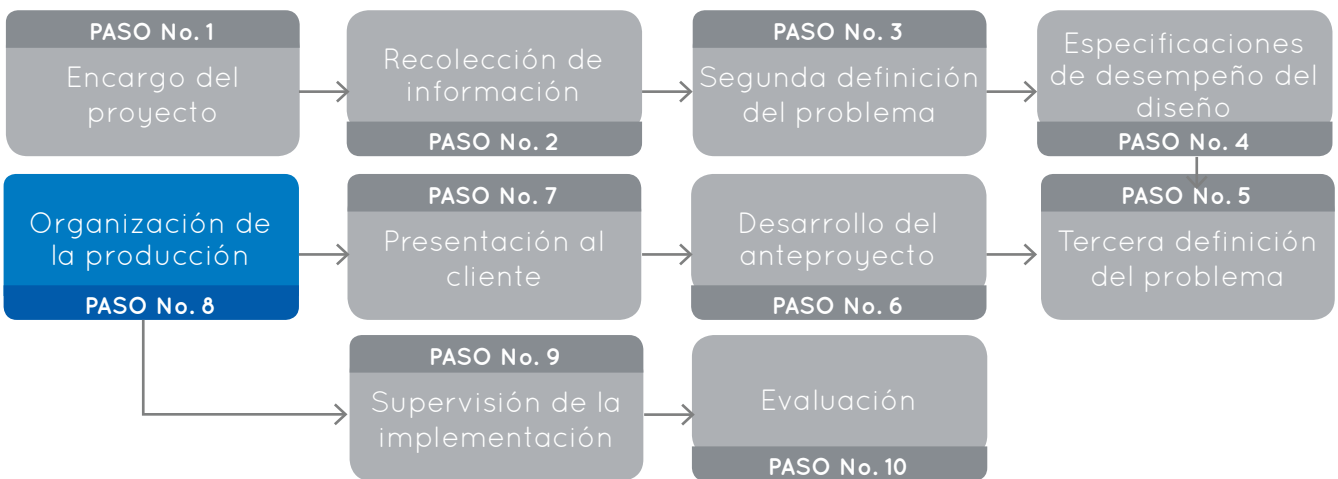 PASO No. 1
Encargo del
proyecto
Recolección de
información
PASO No. 2
PASO No. 3
Segunda definición
del problema
Especificaciones
de desempeño del
diseño
PASO No. 4
Organización de
la producción
PASO No. 8
PASO No. 7
Presentación al
cliente
Desarrollo del
anteproyecto
PASO No. 6
PASO No. 5
Tercera definición
del problema
PASO No. 9
Supervisión de la
implementación
Evaluación
PASO No. 10